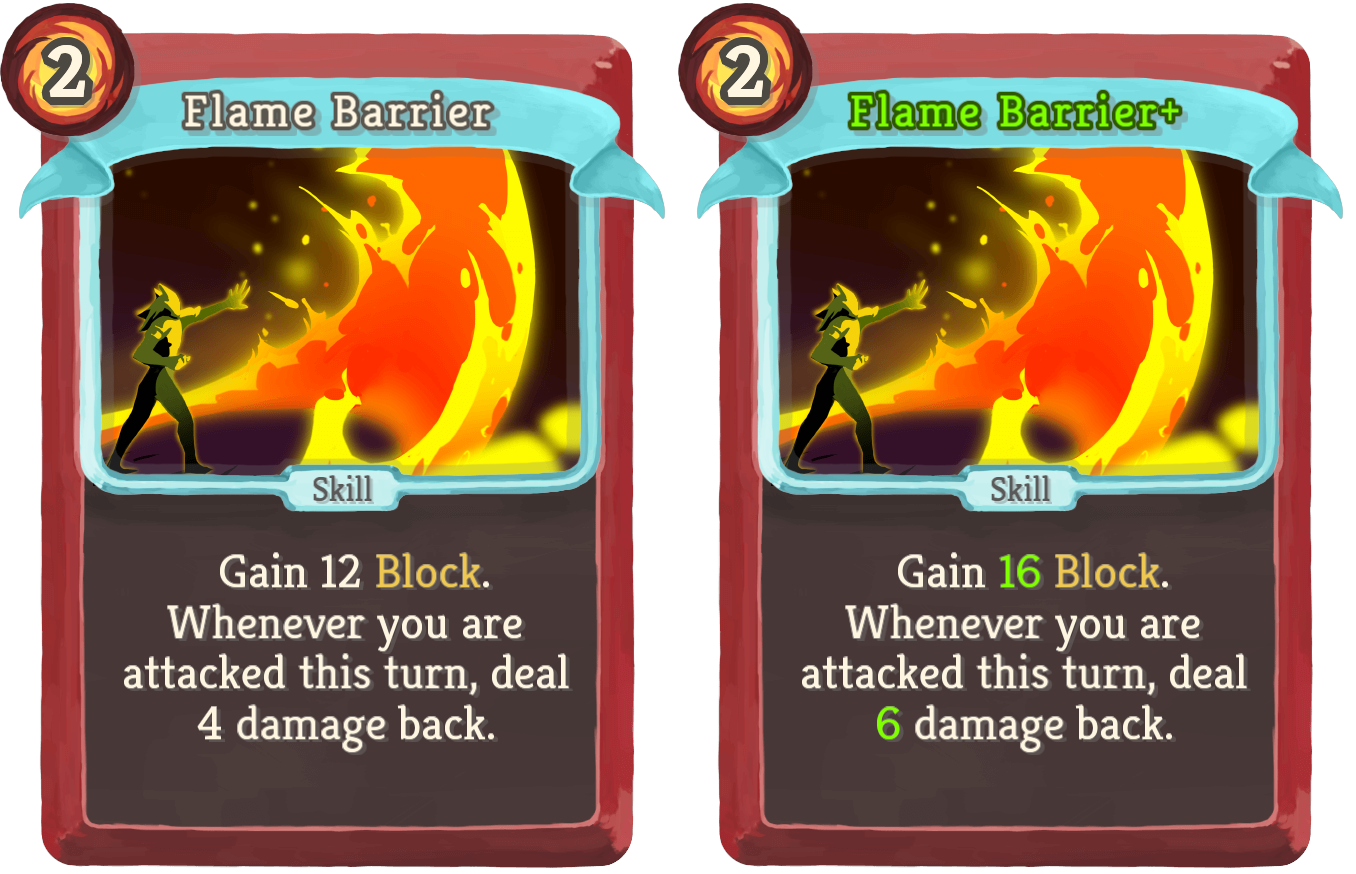 2
Flame Barrier
Skill
Gain 12 Block.
Whenever you are
attacked this turn, deal
4 damage back.
2
Flame Barrier+
Skill
Gain 16 Block.
Whenever you are
attacked this turn, deal
6 damage back.